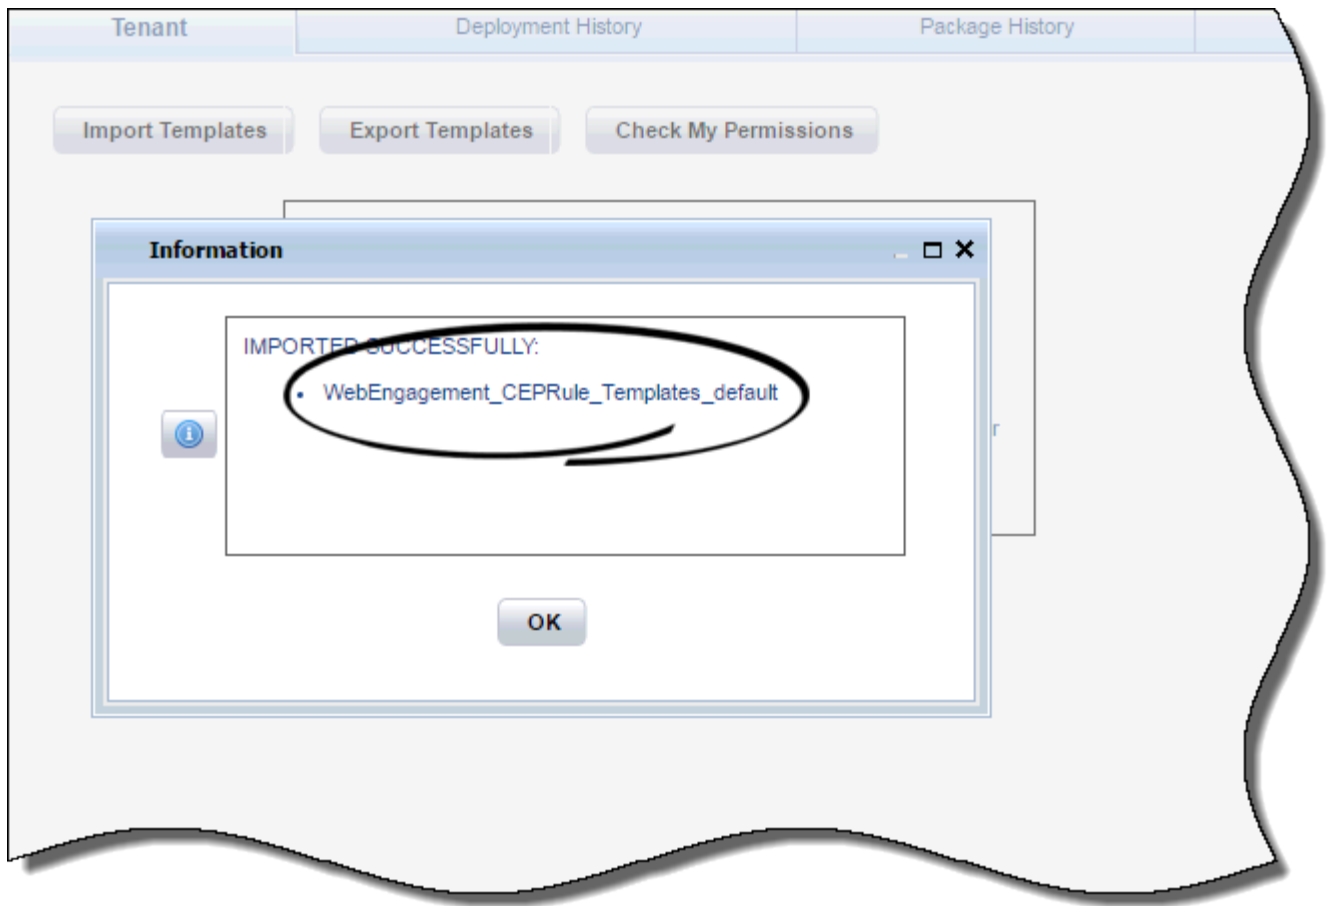 Tenant
Deployment History
Package History
Import Templates
Export Templates
Check My Permissions
Information
IMPORTED SUCCESSFULLY:
• WebEngagement_CEPRule_Templates_default
r
OK